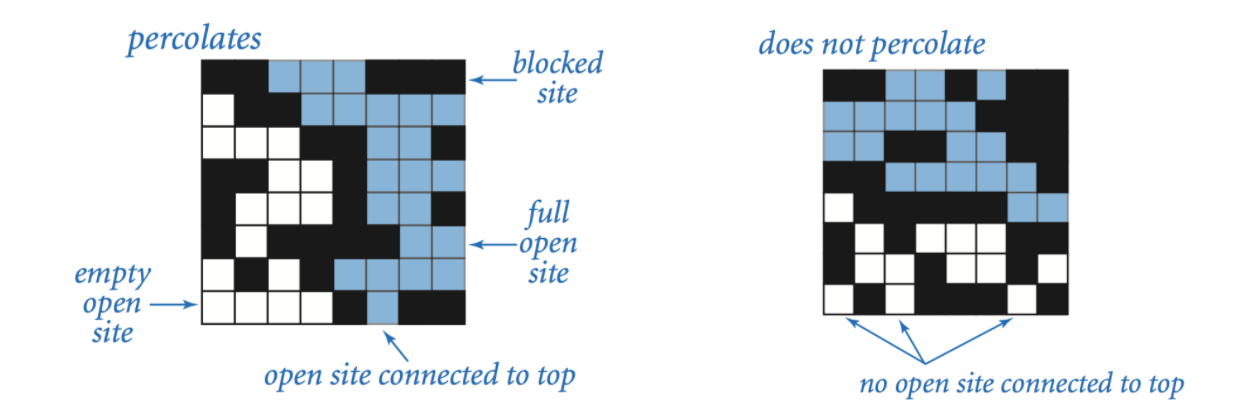 percolates
blocked
site
full
open
site
empty
open
site
open site connected to top
does not percolate
no open site connected to top